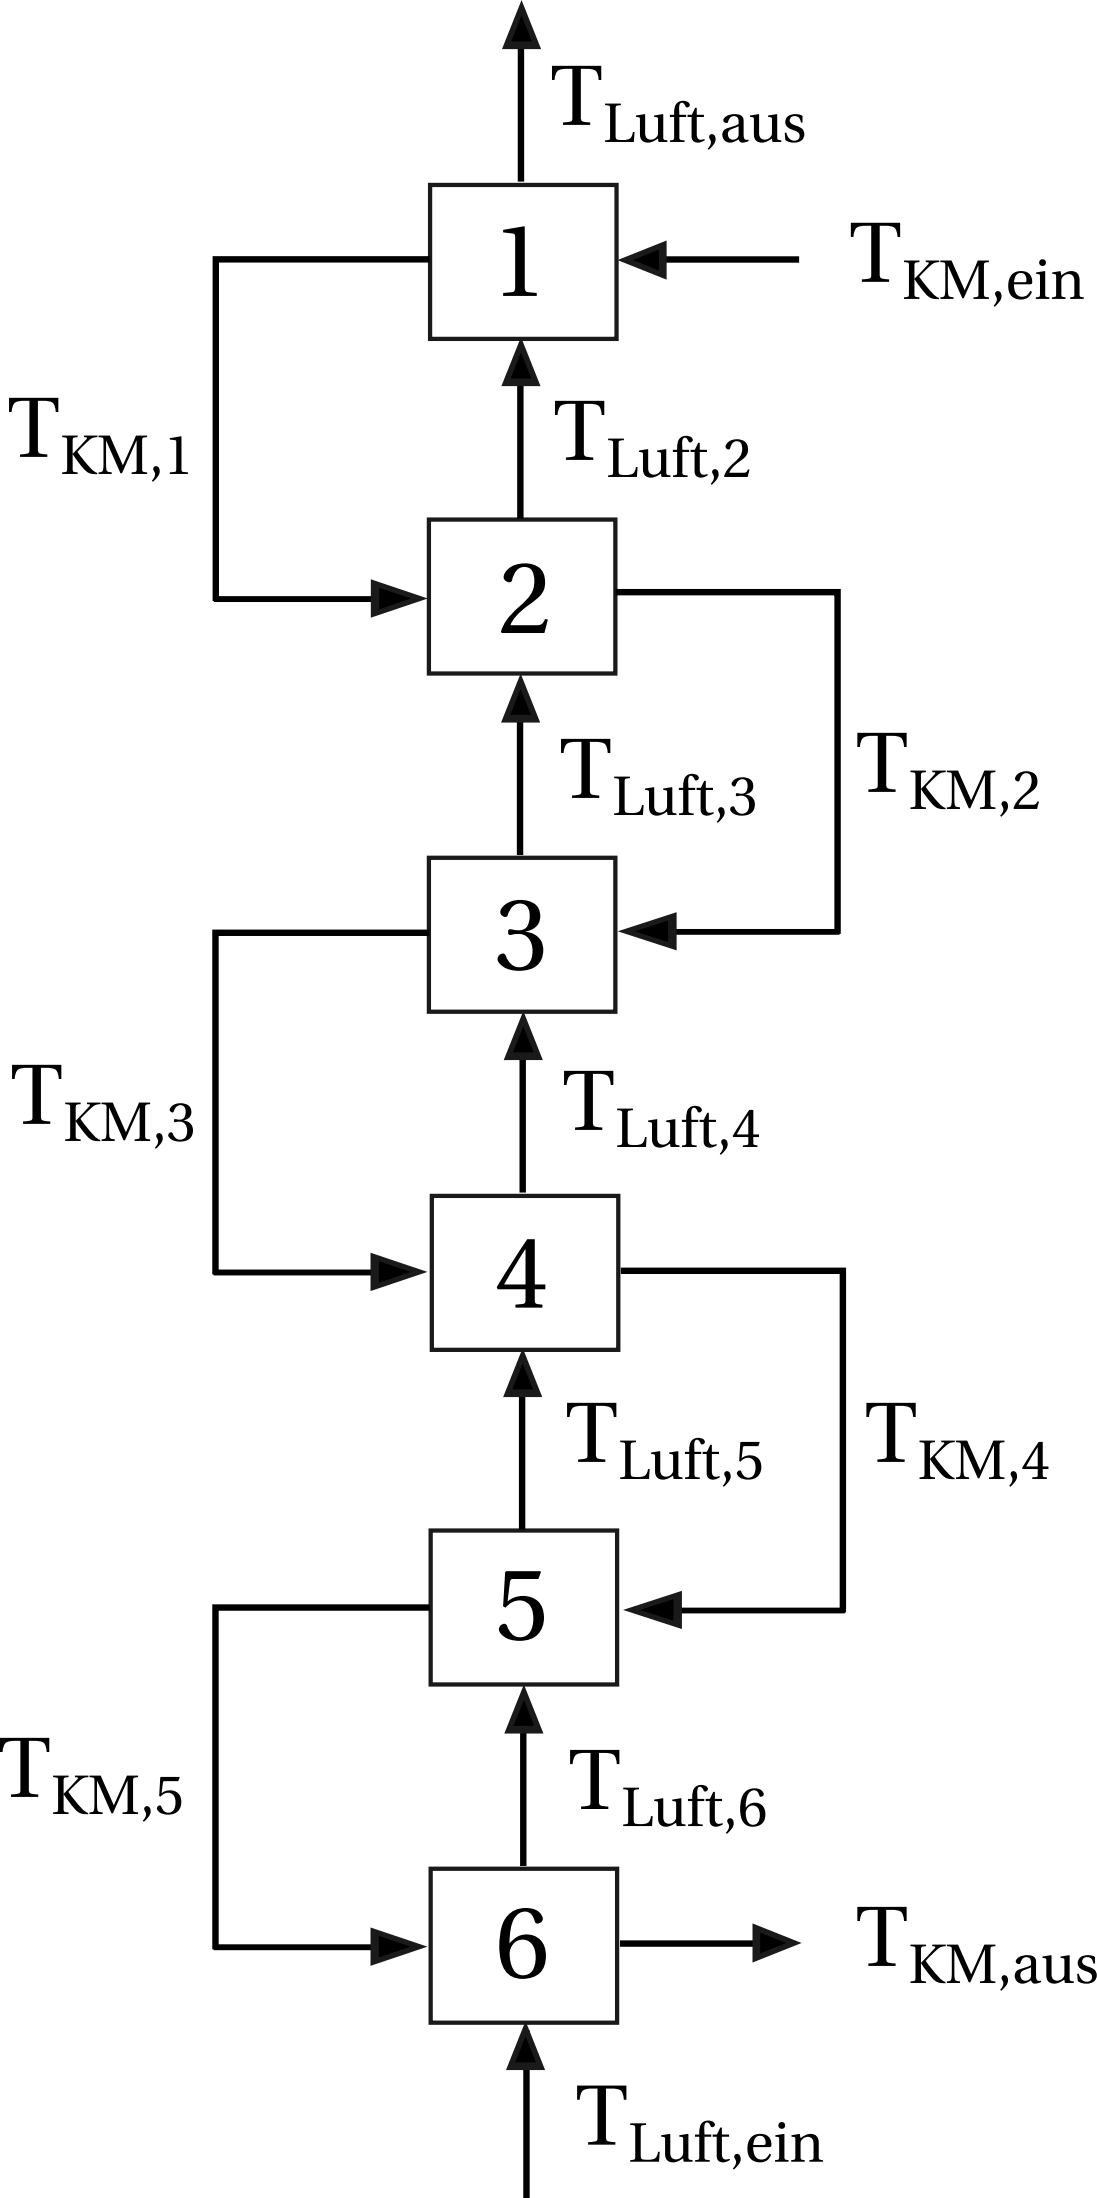 T_Luft,aus
1
T_KM,ein
T_KM,1
T_Luft,2
2
T_Luft,3
T_KM,2
3
T_KM,3
T_Luft,4
4
T_Luft,5
T_KM,4
5
T_KM,5
T_Luft,6
6
T_KM,aus
T_Luft,ein